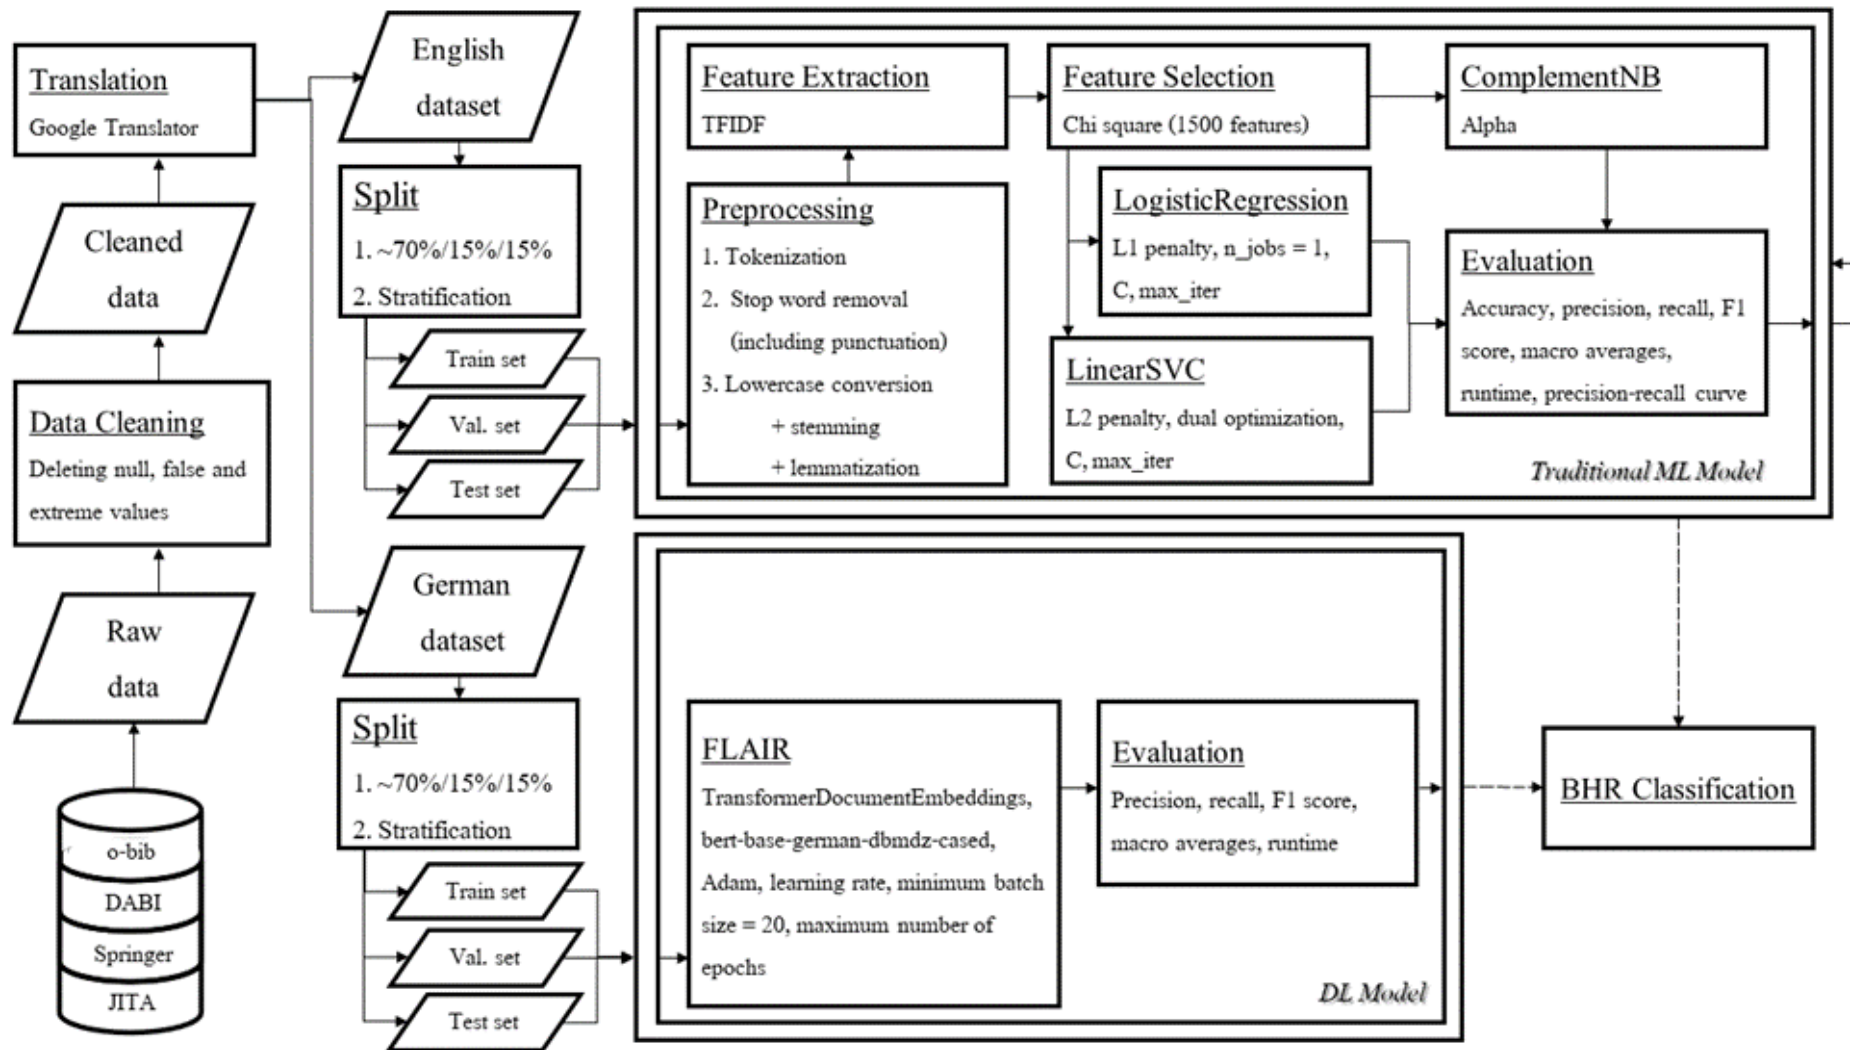 Translation
Google Translator
Cleaned
data
Data Cleaning
Deleting null, false and
extreme values
Raw
data
o-bib
DABI
Springer
JITA
English
dataset
Split
1. ~70%/15%/15%
2. Stratification
Train set
Val. set
Test set
German
dataset
Split
1. ~70%/15%/15%
2. Stratification
Train set
Val. set
Test set
Feature Extraction
TFIDF
Preprocessing
1. Tokenization
2. Stop word removal
(including punctuation)
3. Lowercase conversion
+ stemming
+ lemmatization
Feature Selection
Chi square (1500 features)
LogisticRegression
L1 penalty, n_jobs = 1,
C, max_iter
LinearSVC
L2 penalty, dual optimization,
C, max_iter
ComplementNB
Alpha
Evaluation
Accuracy, precision, recall, F1
score, macro averages,
runtime, precision-recall curve
Traditional ML Model
FLAIR
TransformerDocumentEmbeddings,
bert-base-german-dbmdz-cased,
Adam, learning rate, minimum batch
size = 20, maximum number of
epochs
Evaluation
Precision, recall, F1 score,
macro averages, runtime
DL Model
BHR Classification